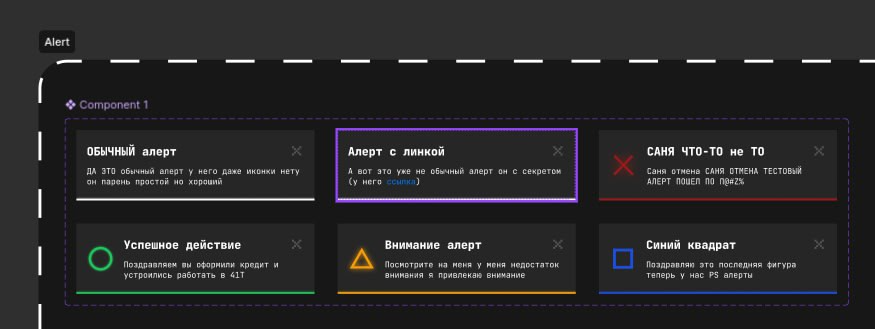 Alert
Component 1
ОБЫЧНЫЙ алерт
ДА ЭТО обычный алерт у него даже иконки нету
он парень простой но хороший
Алерт с линкой
А вот это уже не обычный алерт он с секретом
(у него ссылка)
САНЯ ЧТО-ТО не ТО
Саня отмена САНЯ ОТМЕНА ТЕСТОВЫЙ
АЛЕРТ ПОШЕЛ ПО П@#Z%
Успешное действие
Поздравляем вы оформили кредит и
устроились работать в 41Т
Внимание алерт
Посмотрите на меня у меня недостаток
внимания я привлекаю внимание
Синий квадрат
Поздравляю это последняя фигура
теперь у нас PS алерты